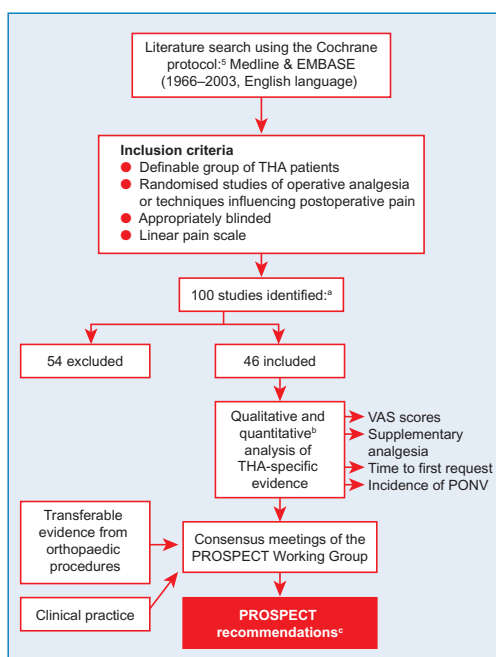 Literature search using the Cochrane
protocol:⁵ Medline & EMBASE
(1966–2003, English language)
Inclusion criteria
● Definable group of THA patients
● Randomised studies of operative analgesia
or techniques influencing postoperative pain
● Appropriately blinded
● Linear pain scale
100 studies identified:ᵃ
54 excluded
46 included
Qualitative and
quantitativeᵇ
analysis of
THA-specific
evidence
VAS scores
Supplementary
analgesia
Time to first request
Incidence of PONV
Transferable
evidence from
orthopaedic
procedures
Consensus meetings of the
PROSPECT Working Group
Clinical practice
PROSPECT
recommendationsᶜ